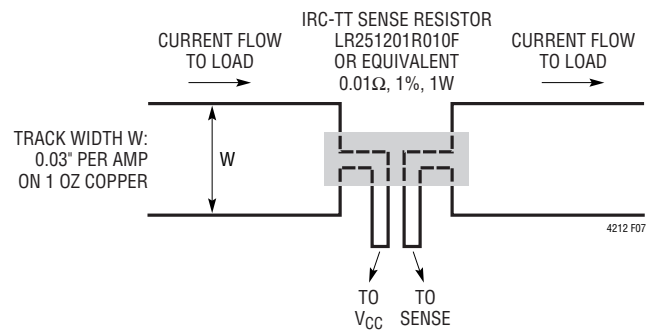 IRC-TT SENSE RESISTOR
LR251201R010F
OR EQUIVALENT
0.01Ω, 1%, 1W
CURRENT FLOW
TO LOAD
CURRENT FLOW
TO LOAD
TRACK WIDTH W:
0.03" PER AMP
ON 1 OZ COPPER
W
4212 F07
TO
VCC
TO
SENSE